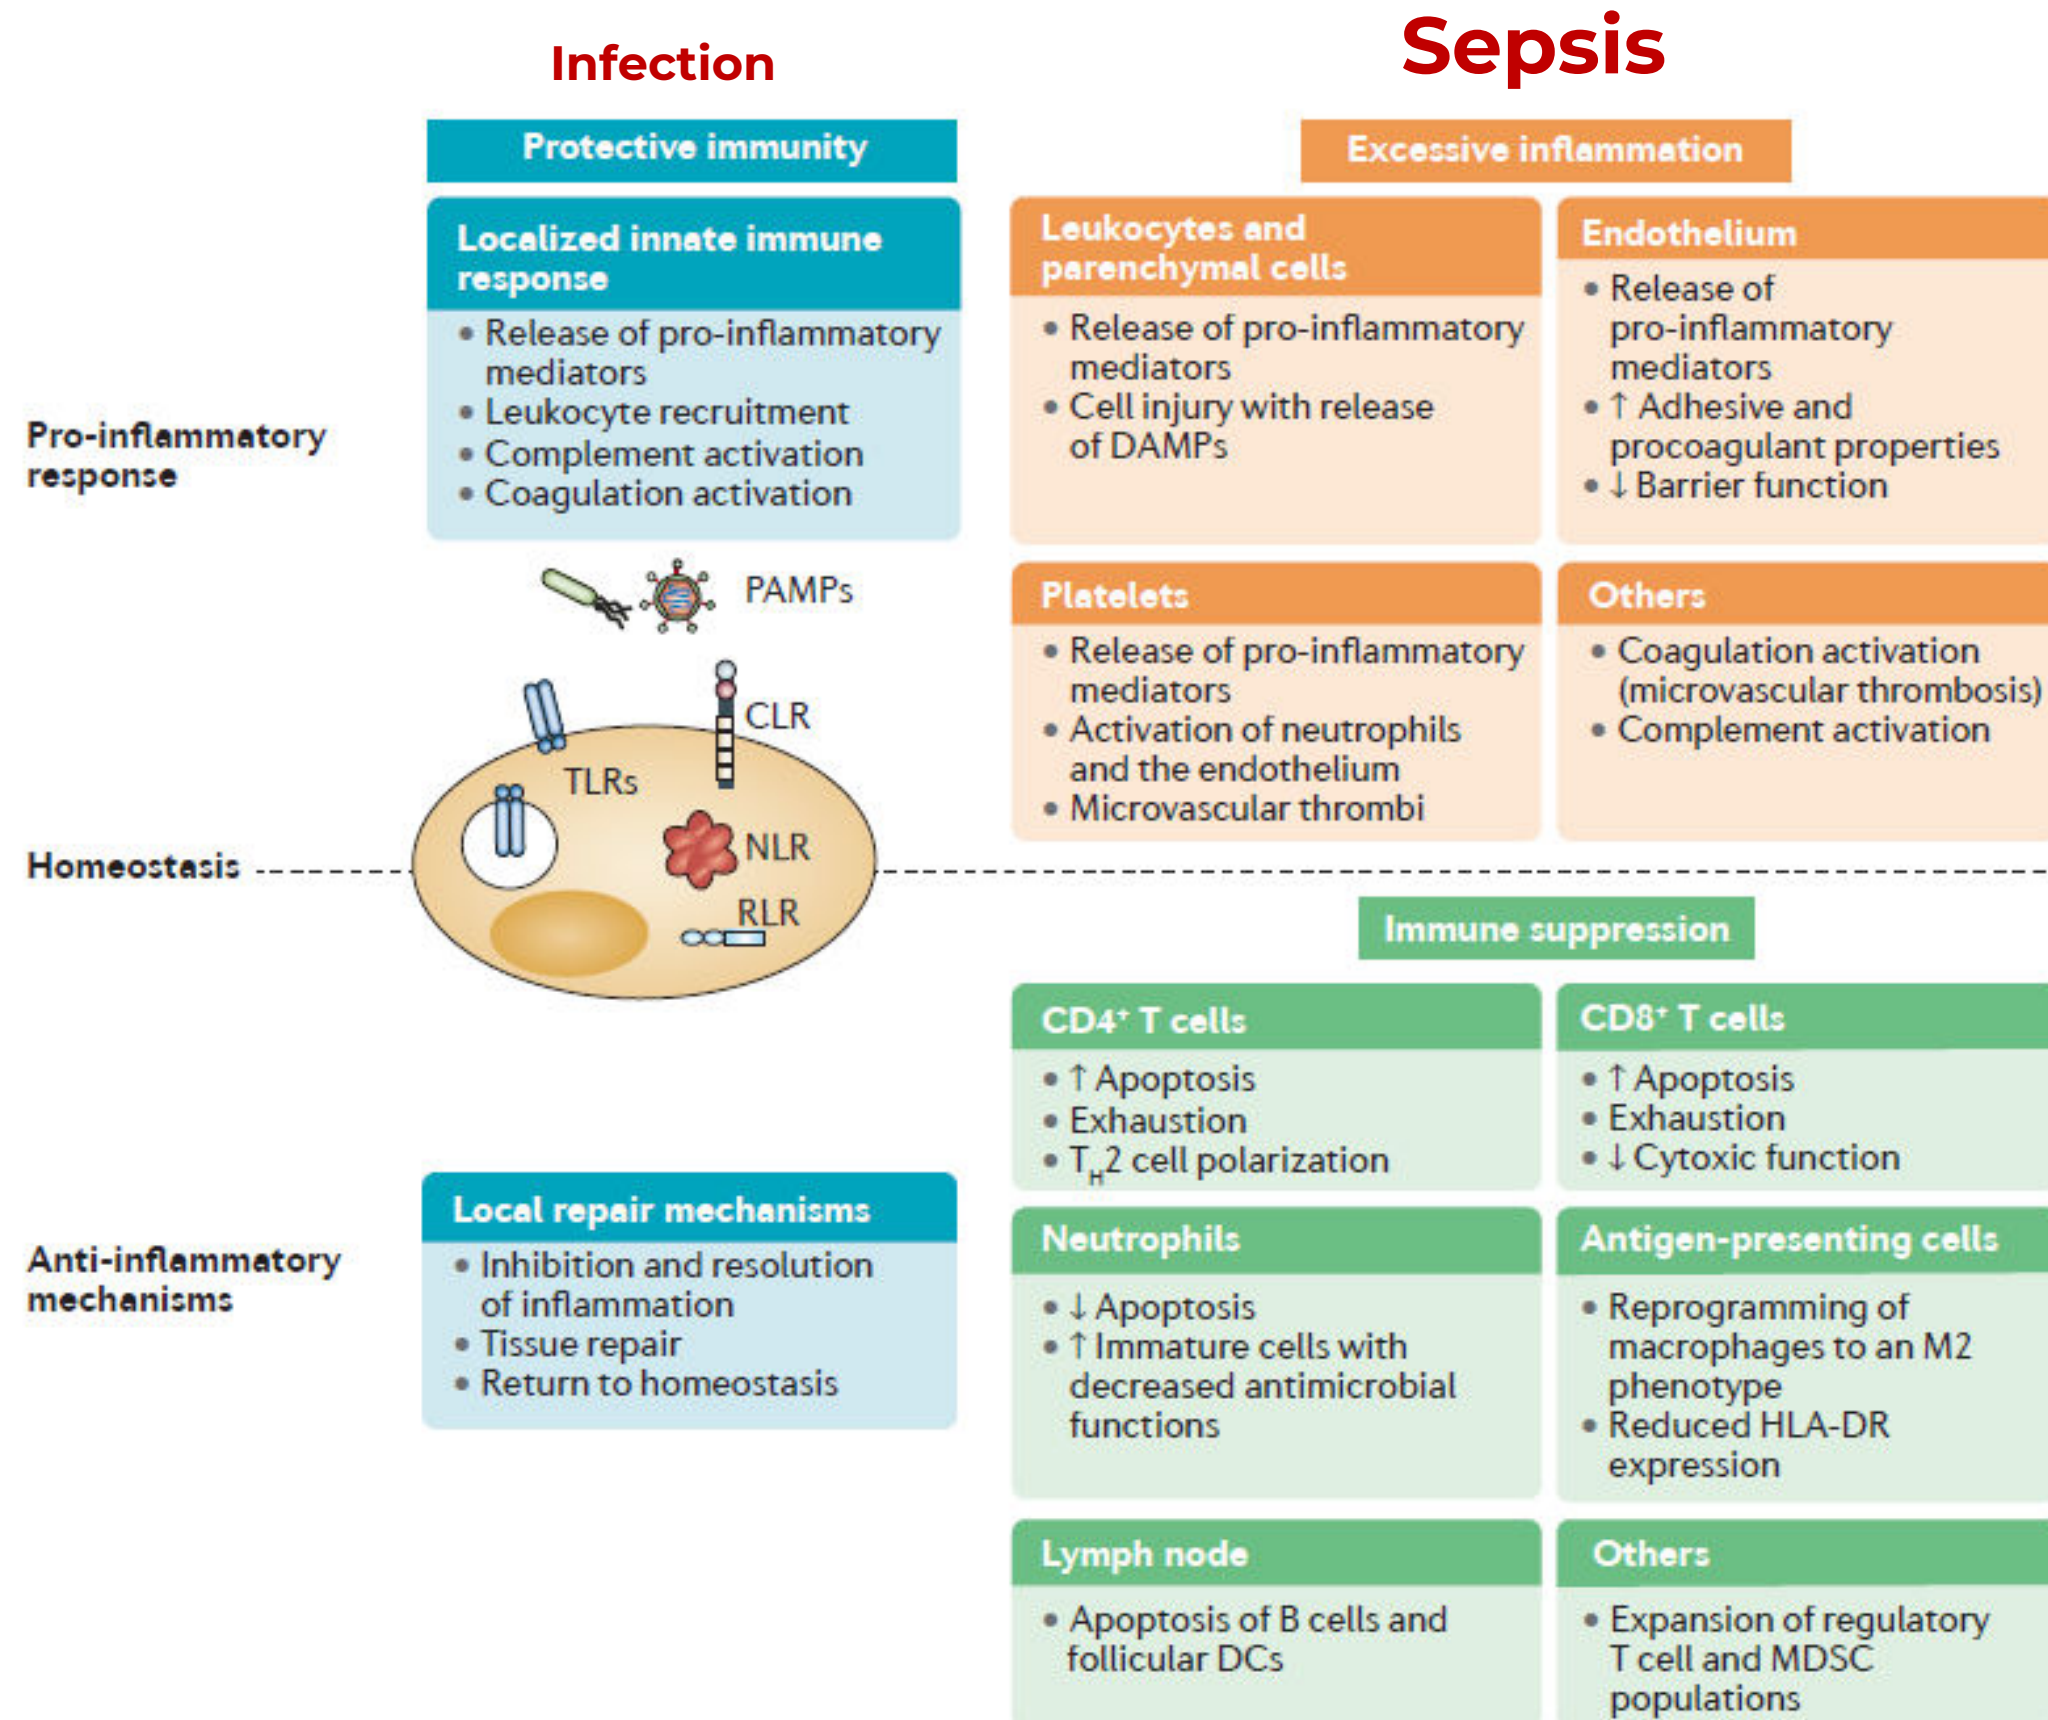 Infection
Sepsis
Protective immunity
Excessive inflammation
Pro-inflammatory
response
Localized innate immune
response
• Release of pro-inflammatory
mediators
• Leukocyte recruitment
• Complement activation
• Coagulation activation
Leukocytes and
parenchymal cells
• Release of pro-inflammatory
mediators
• Cell injury with release
of DAMPs
Endothelium
• Release of
pro-inflammatory
mediators
• ↑ Adhesive and
procoagulant properties
• ↓ Barrier function
PAMPs
CLR
TLRs
NLR
RLR
Platelets
• Release of pro-inflammatory
mediators
• Activation of neutrophils
and the endothelium
• Microvascular thrombi
Others
• Coagulation activation
(microvascular thrombosis)
• Complement activation
Homeostasis
Immune suppression
CD4⁺ T cells
• ↑ Apoptosis
• Exhaustion
• T_H2 cell polarization
CD8⁺ T cells
• ↑ Apoptosis
• Exhaustion
• ↓ Cytoxic function
Anti-inflammatory
mechanisms
Local repair mechanisms
• Inhibition and resolution
of inflammation
• Tissue repair
• Return to homeostasis
Neutrophils
• ↓ Apoptosis
• ↑ Immature cells with
decreased antimicrobial
functions
Antigen-presenting cells
• Reprogramming of
macrophages to an M2
phenotype
• Reduced HLA-DR
expression
Lymph node
• Apoptosis of B cells and
follicular DCs
Others
• Expansion of regulatory
T cell and MDSC
populations